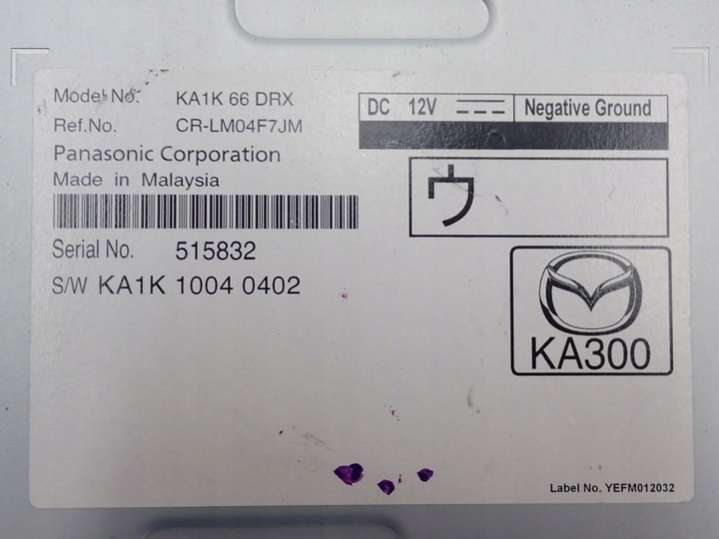 Model No. KA1K 66 DRX
Ref.No. CR-LM04F7JM
Panasonic Corporation
Made in Malaysia
Serial No. 515832
S/W KA1K 1004 0402
DC 12V Negative Ground
ウ
KA300
Label No. YEFM012032